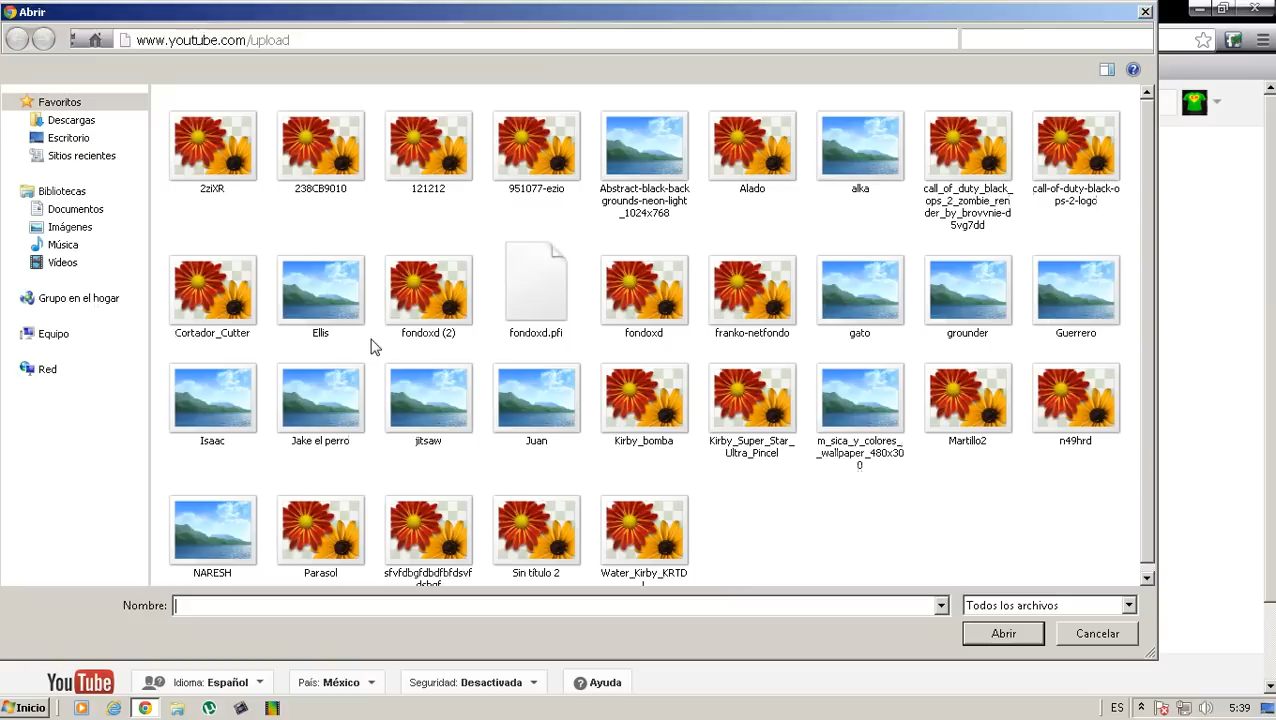 Abrir
www.youtube.com/upload
Favoritos
Descargas
Escritorio
Sitios recientes
Bibliotecas
Documentos
Imágenes
Música
Vídeos
Grupo en el hogar
Equipo
Red
2ziXR
238CB9010
121212
951077-ezio
Abstract-black-back
grounds-neon-light
_1024x768
Alado
alka
call_of_duty_black_
ops_2_zombie_ren
der_by_brovvnie-d
5vg7dd
call-of-duty-black-o
ps-2-logo
Cortador_Cutter
Ellis
fondoxd (2)
fondoxd.pfi
fondoxd
franko-netfondo
gato
grounder
Guerrero
Isaac
Jake el perro
jitsaw
Juan
Kirby_bomba
Kirby_Super_Star_
Ultra_Pincel
m_sica_y_colores_
_wallpaper_480x30
0
Martillo2
n49hrd
NARESH
Parasol
sfvfdbgfdbdfbfdsvf
Sin título 2
Water_Kirby_KRTD
Nombre:
Todos los archivos
Abrir
Cancelar
YouTube
Idioma: Español
País: México
Seguridad: Desactivada
Ayuda
Inicio
ES
5:39